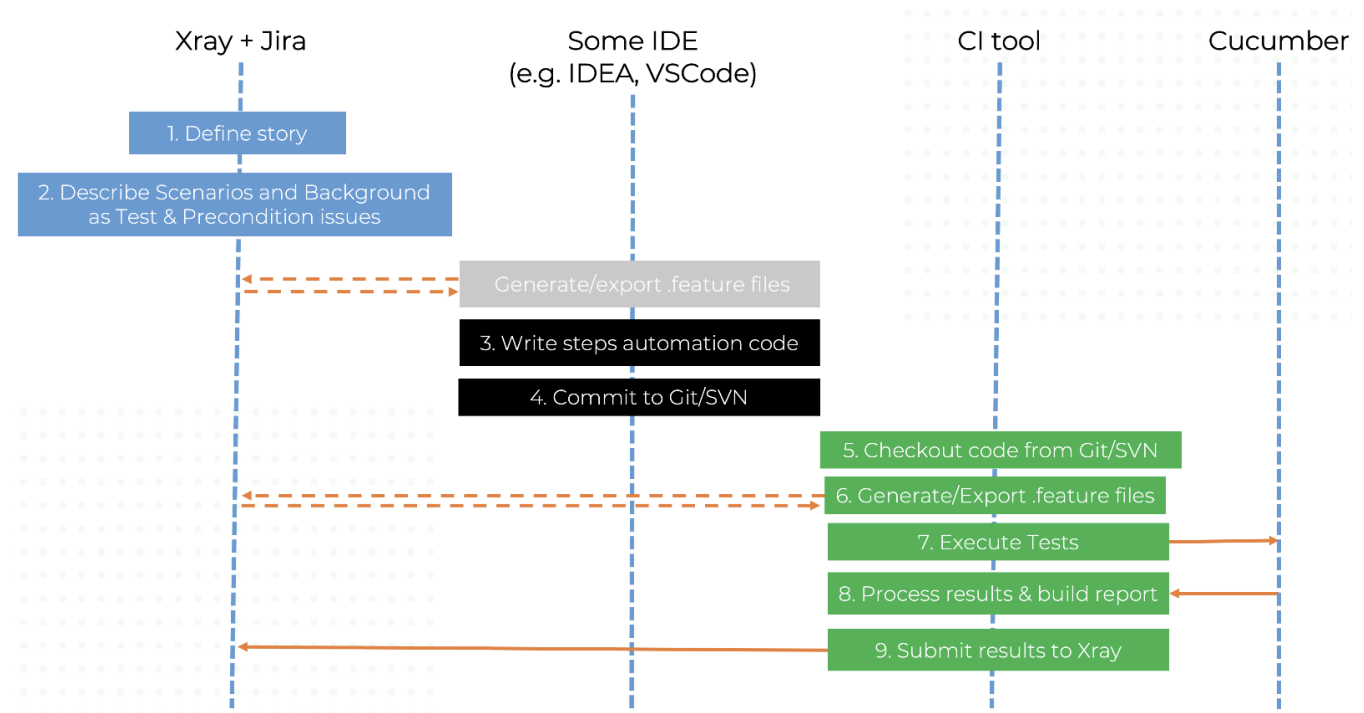 Xray + Jira
Some IDE
(e.g. IDEA, VSCode)
CI tool
Cucumber
1. Define story
2. Describe Scenarios and Background
as Test & Precondition issues
Generate/export .feature files
3. Write steps automation code
4. Commit to Git/SVN
5. Checkout code from Git/SVN
6. Generate/Export .feature files
7. Execute Tests
8. Process results & build report
9. Submit results to Xray